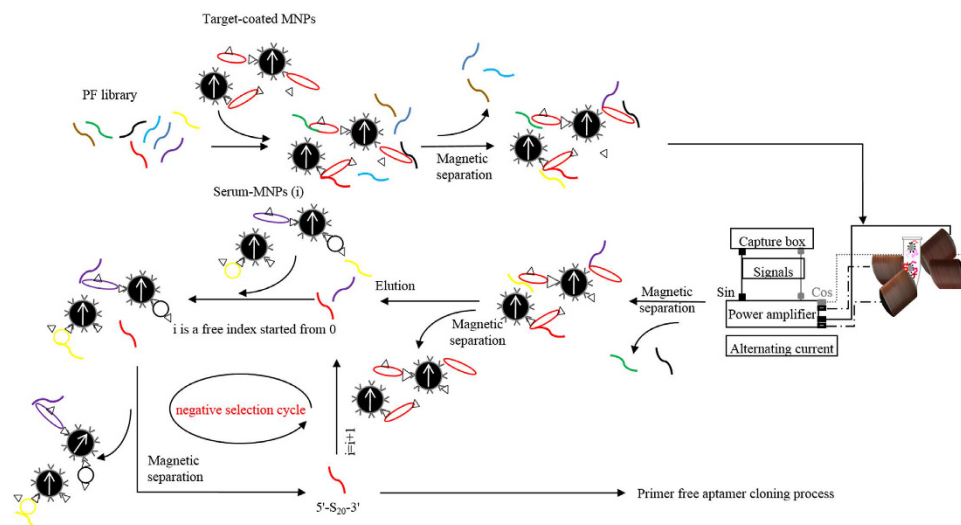 Target-coated MNPs
PF library
Magnetic
separation
Serum-MNPs (i)
Capture box
Signals
Sin
Cos
Power amplifier
Alternating current
Magnetic
separation
Elution
Magnetic
separation
i is a free index started from 0
negative selection cycle
i=i+1
Magnetic
separation
5'-S20-3'
Primer free aptamer cloning process